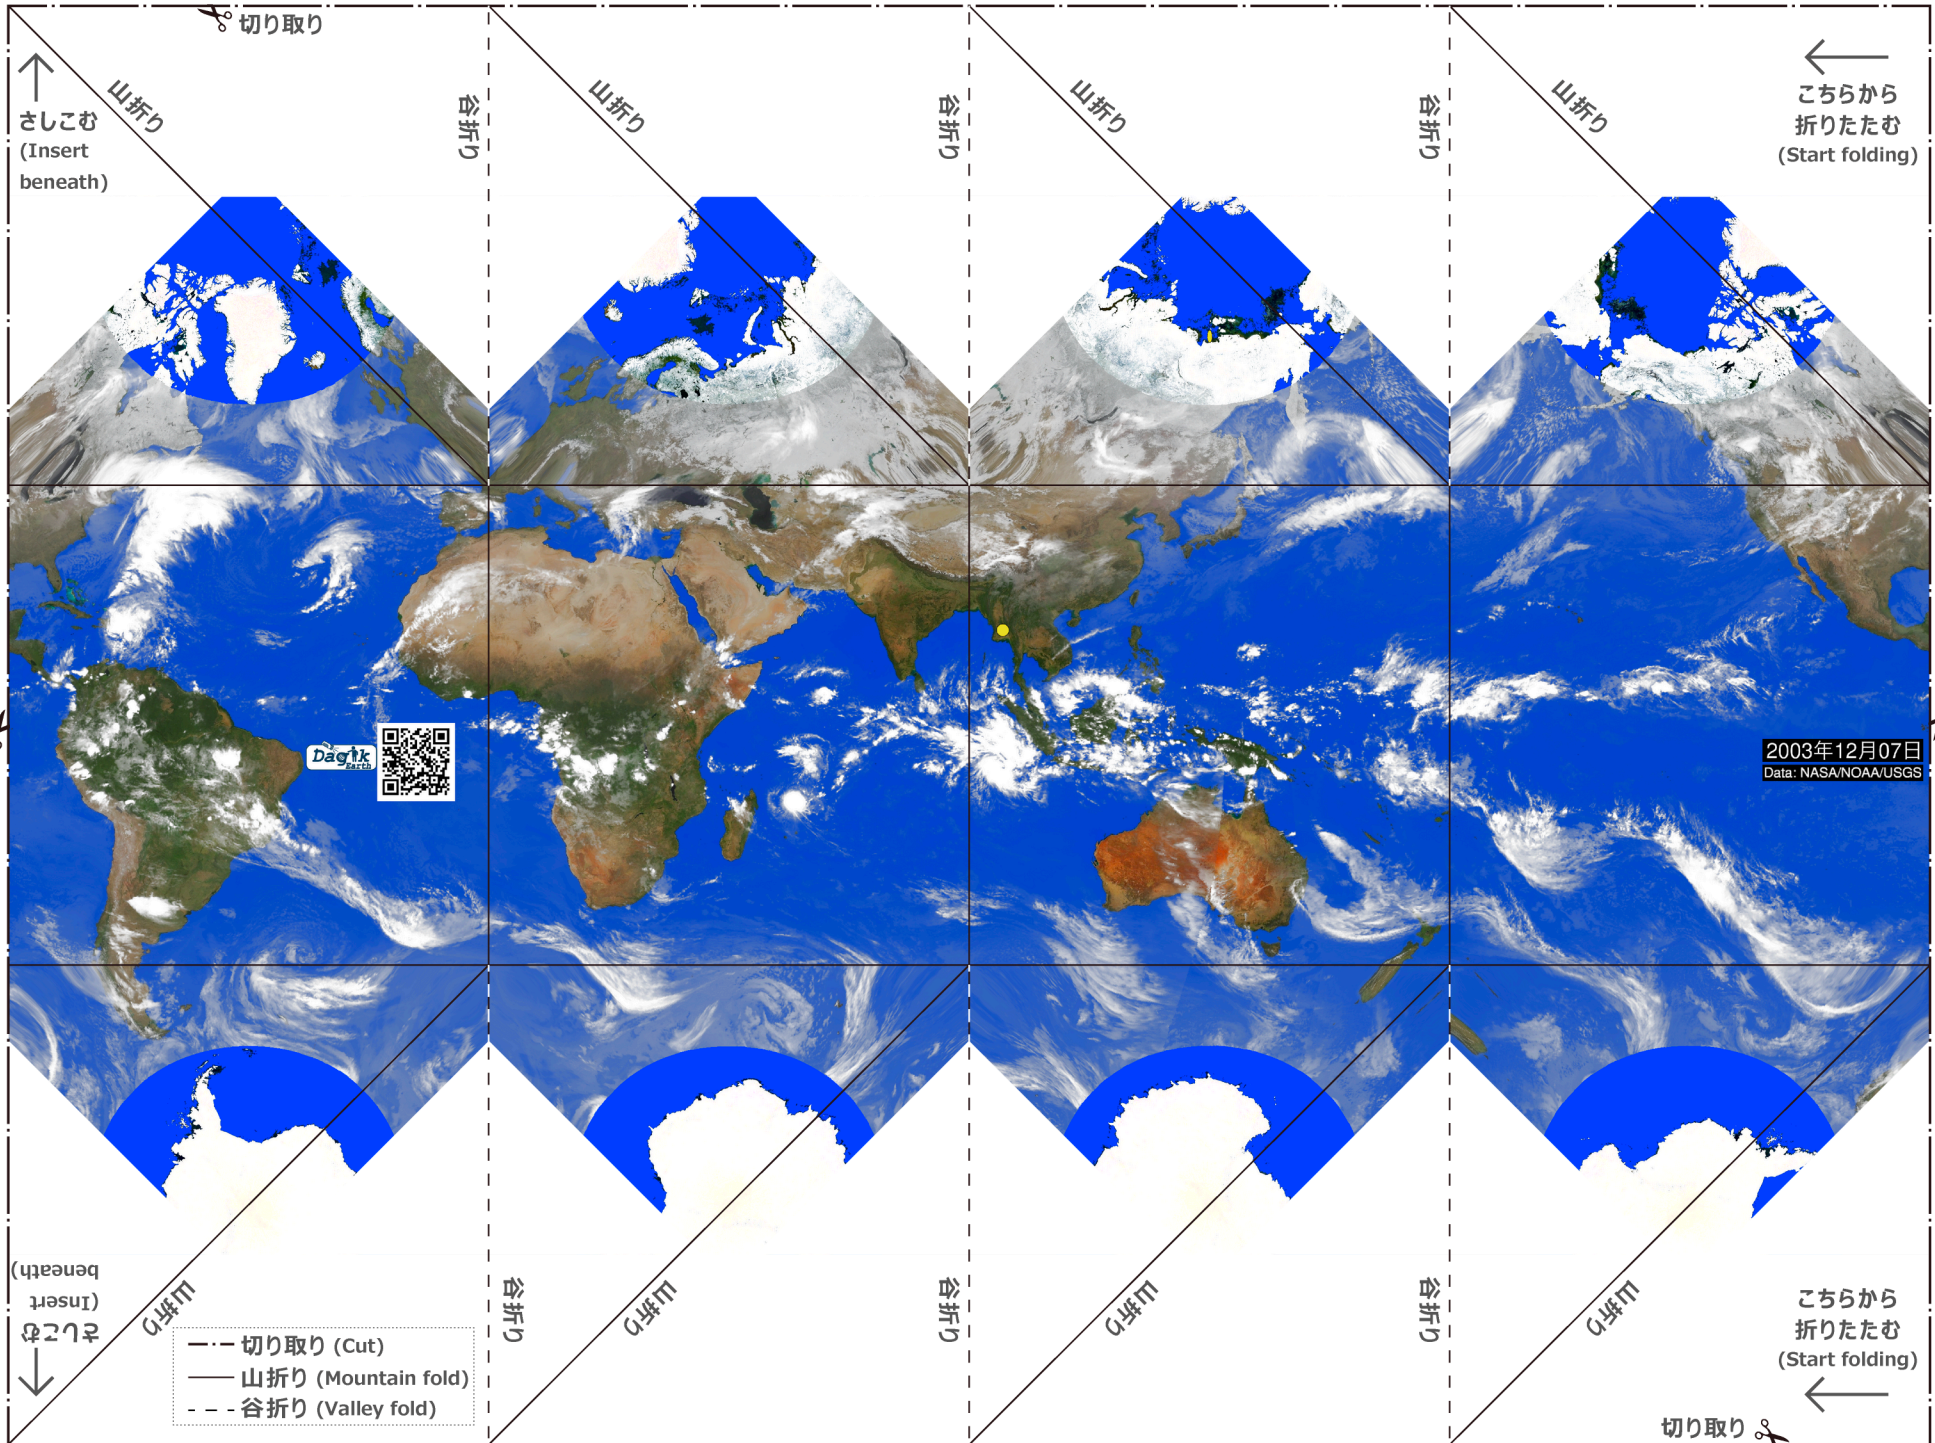 切り取り
さしこむ
(Insert
beneath)
山折り
谷折り
山折り
谷折り
山折り
谷折り
山折り
こちらから
折りたたむ
(Start folding)
Dagik
Earth
2003年12月07日
Data: NASA/NOAA/USGS
さしこむ
(Insert
beneath)
山折り
谷折り
山折り
谷折り
山折り
谷折り
山折り
こちらから
折りたたむ
(Start folding)
切り取り (Cut)
山折り (Mountain fold)
谷折り (Valley fold)
切り取り